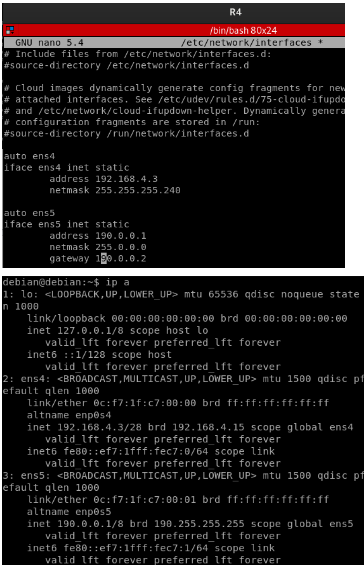 R4
/bin/bash 80x24
GNU nano 5.4 /etc/network/interfaces *
# Include files from /etc/network/interfaces.d:
#source-directory /etc/network/interfaces.d
# Cloud images dynamically generate config fragments for new
# attached interfaces. See /etc/udev/rules.d/75-cloud-ifupdo
# and /etc/network/cloud-ifupdown-helper. Dynamically genera
# configuration fragments are stored in /run:
#source-directory /run/network/interfaces.d
auto ens4
iface ens4 inet static
address 192.168.4.3
netmask 255.255.255.240
auto ens5
iface ens5 inet static
address 190.0.0.1
netmask 255.0.0.0
gateway 190.0.0.2
debian@debian:~$ ip a
1: lo: <LOOPBACK,UP,LOWER_UP> mtu 65536 qdisc noqueue state
n 1000
link/loopback 00:00:00:00:00:00 brd 00:00:00:00:00:00
inet 127.0.0.1/8 scope host lo
valid_lft forever preferred_lft forever
inet6 ::1/128 scope host
valid_lft forever preferred_lft forever
2: ens4: <BROADCAST,MULTICAST,UP,LOWER_UP> mtu 1500 qdisc pf
efault qlen 1000
link/ether 0c:f7:1f:c7:00:00 brd ff:ff:ff:ff:ff:ff
altname enp0s4
inet 192.168.4.3/28 brd 192.168.4.15 scope global ens4
valid_lft forever preferred_lft forever
inet6 fe80::ef7:1fff:fec7:0/64 scope link
valid_lft forever preferred_lft forever
3: ens5: <BROADCAST,MULTICAST,UP,LOWER_UP> mtu 1500 qdisc pf
efault qlen 1000
link/ether 0c:f7:1f:c7:00:01 brd ff:ff:ff:ff:ff:ff
altname enp0s5
inet 190.0.0.1/8 brd 190.255.255.255 scope global ens5
valid_lft forever preferred_lft forever
inet6 fe80::ef7:1fff:fec7:1/64 scope link
valid_lft forever preferred_lft forever